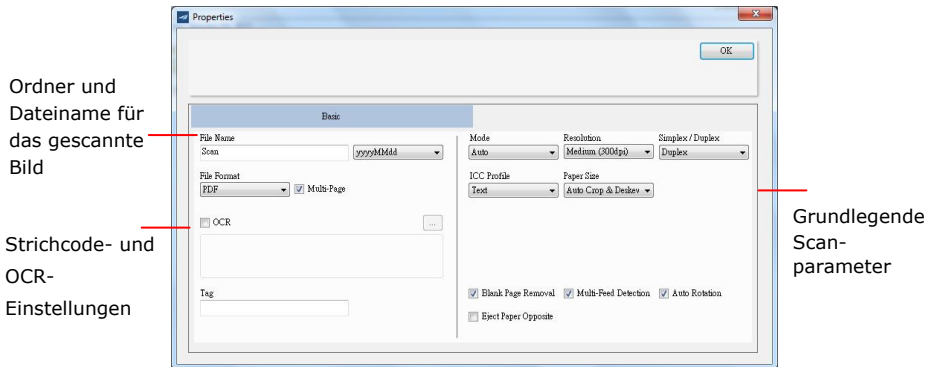 Properties
OK
Ordner und
Dateiname für
das gescannte
Bild
Basic
File Name
Scan
yyyyMMdd
File Format
PDF
Multi-Page
OCR
...
Tag
Strichcode- und
OCR-
Einstellungen
Mode
Resolution
Simplex / Duplex
Auto
Medium (300dpi)
Duplex
ICC Profile
Paper Size
Text
Auto Crop & Deskev
Blank Page Removal
Multi-Feed Detection
Auto Rotation
Eject Paper Opposite
Grundlegende
Scan-
parameter